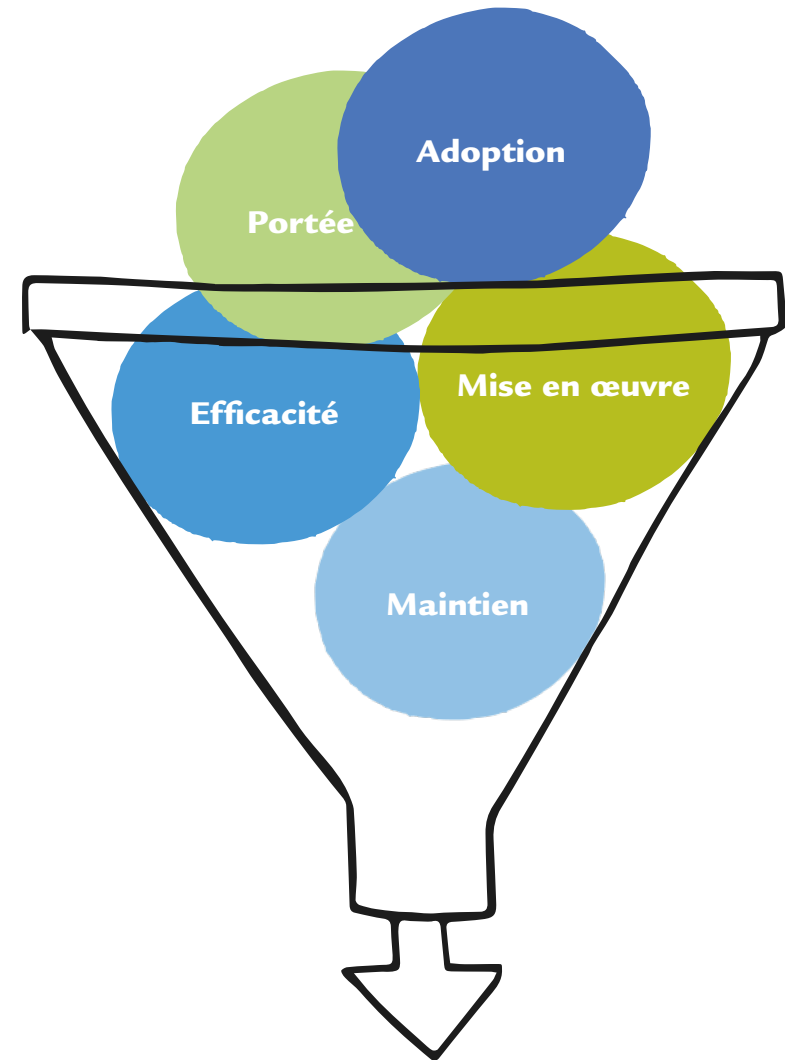 Adoption
Portée
Mise en œuvre
Efficacité
Maintien